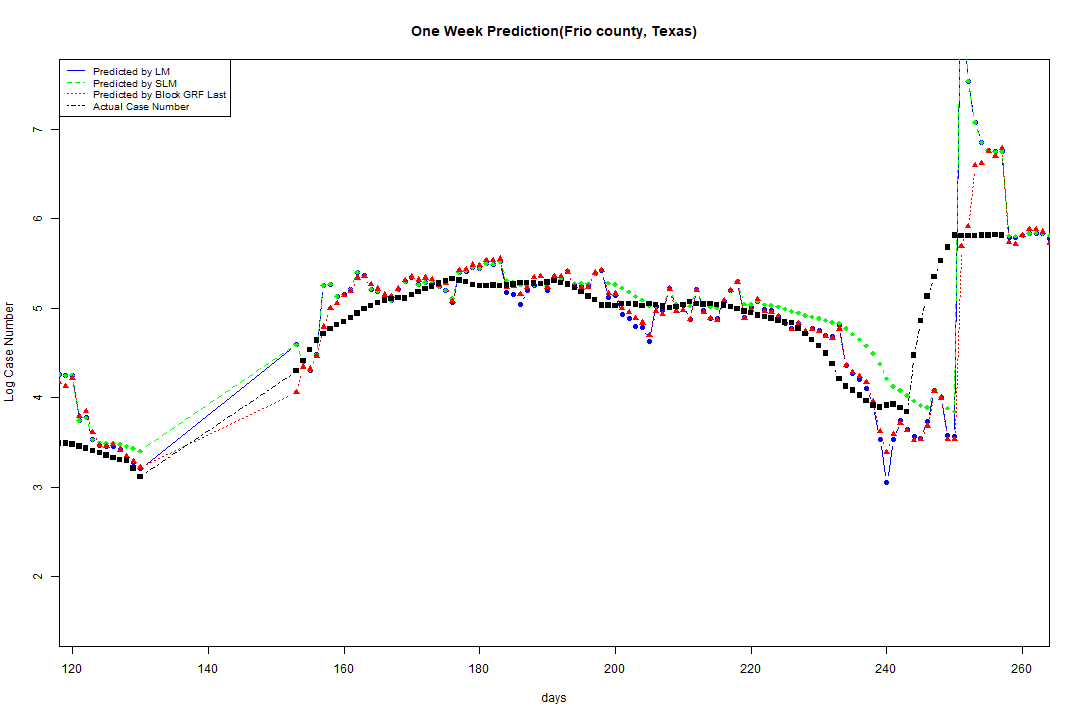 One Week Prediction(Frio county, Texas)
Predicted by LM
Predicted by SLM
Predicted by Block GRF Last
Actual Case Number
Log Case Number
7
6
5
4
3
2
120 140 160 180 200 220 240 260
days